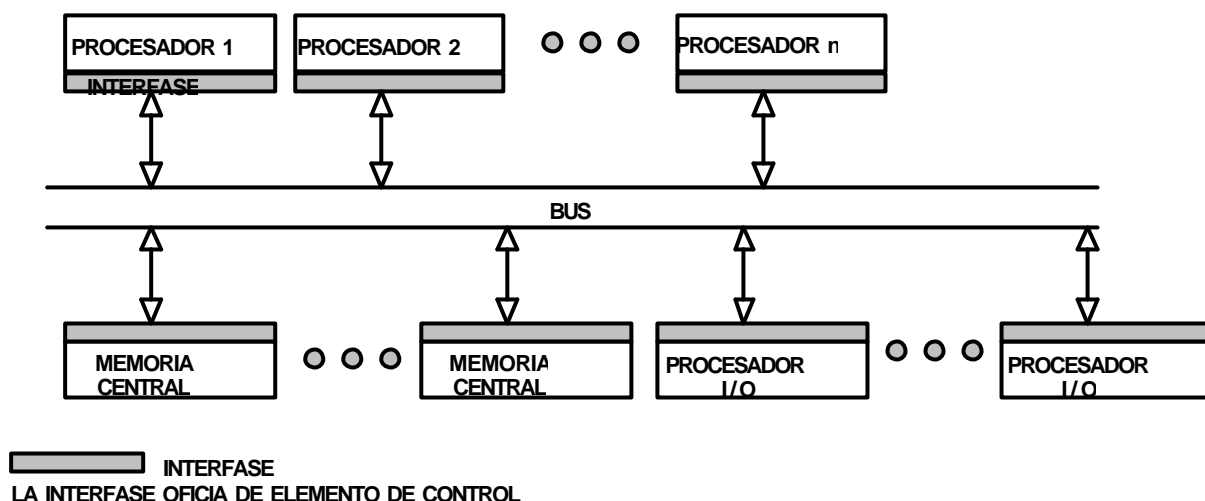 PROCESADOR 1
PROCESADOR 2
PROCESADOR n
INTERFASE
BUS
MEMORIA
CENTRAL
MEMORIA
CENTRAL
PROCESADOR
I/O
PROCESADOR
I/O
INTERFASE
LA INTERFASE OFICIA DE ELEMENTO DE CONTROL